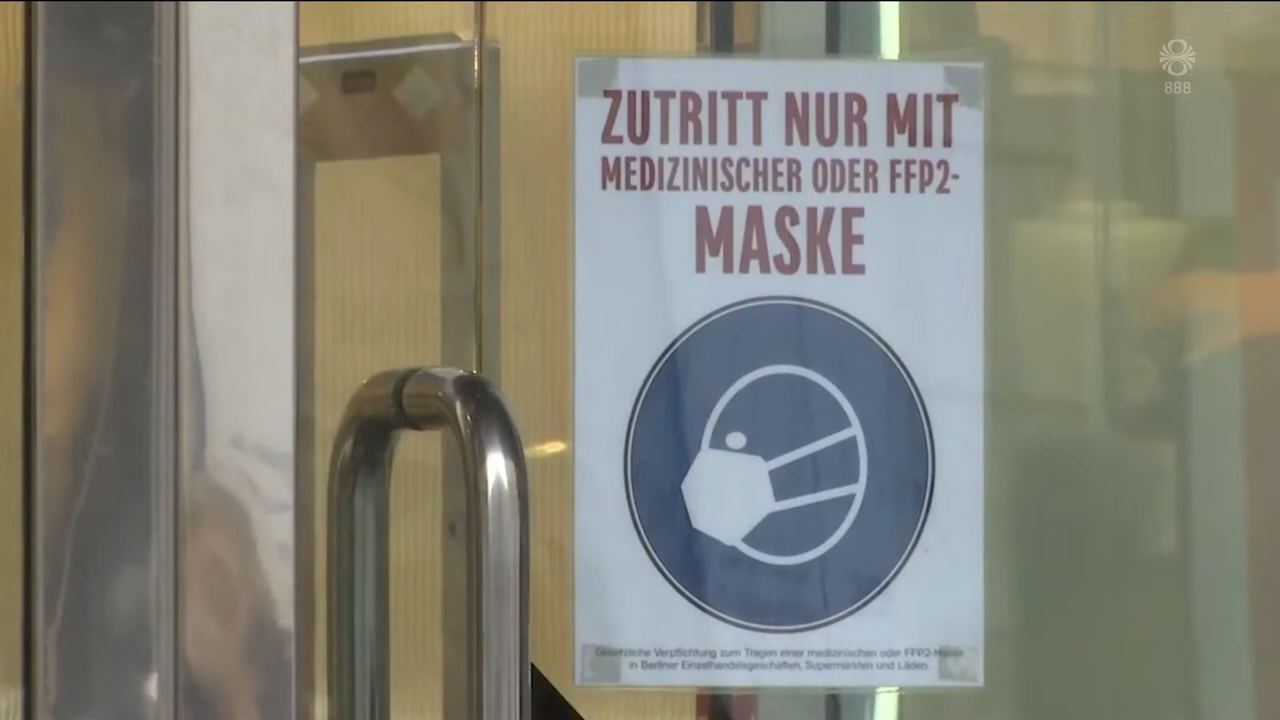 888
ZUTRITT NUR MIT
MEDIZINISCHER ODER FFP2-
MASKE
Gesetzliche Verpflichtung zum Tragen einer medizinischen oder FFP2-Maske
in Berliner Einzelhandelsgeschäften, Supermärkten und Läden